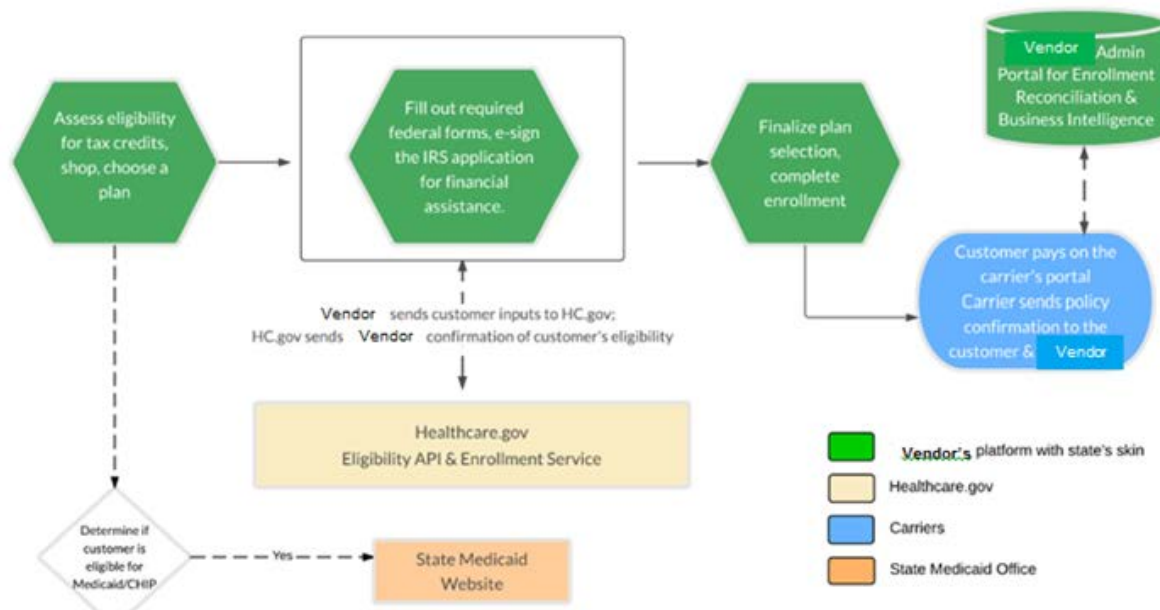 Assess eligibility
for tax credits,
shop, choose a
plan
Fill out required
federal forms, e-sign
the IRS application
for financial
assistance.
Finalize plan
selection,
complete
enrollment
Vendor Admin
Portal for Enrollment
Reconciliation &
Business Intelligence
Customer pays on the
carrier's portal
Carrier sends policy
confirmation to the
customer & Vendor
Vendor sends customer inputs to HC.gov;
HC.gov sends Vendor confirmation of customer's eligibility
Healthcare.gov
Eligibility API & Enrollment Service
Determine if
customer is
eligible for
Medicaid/CHIP
Yes
State Medicaid
Website
Vendor's platform with state's skin
Healthcare.gov
Carriers
State Medicaid Office